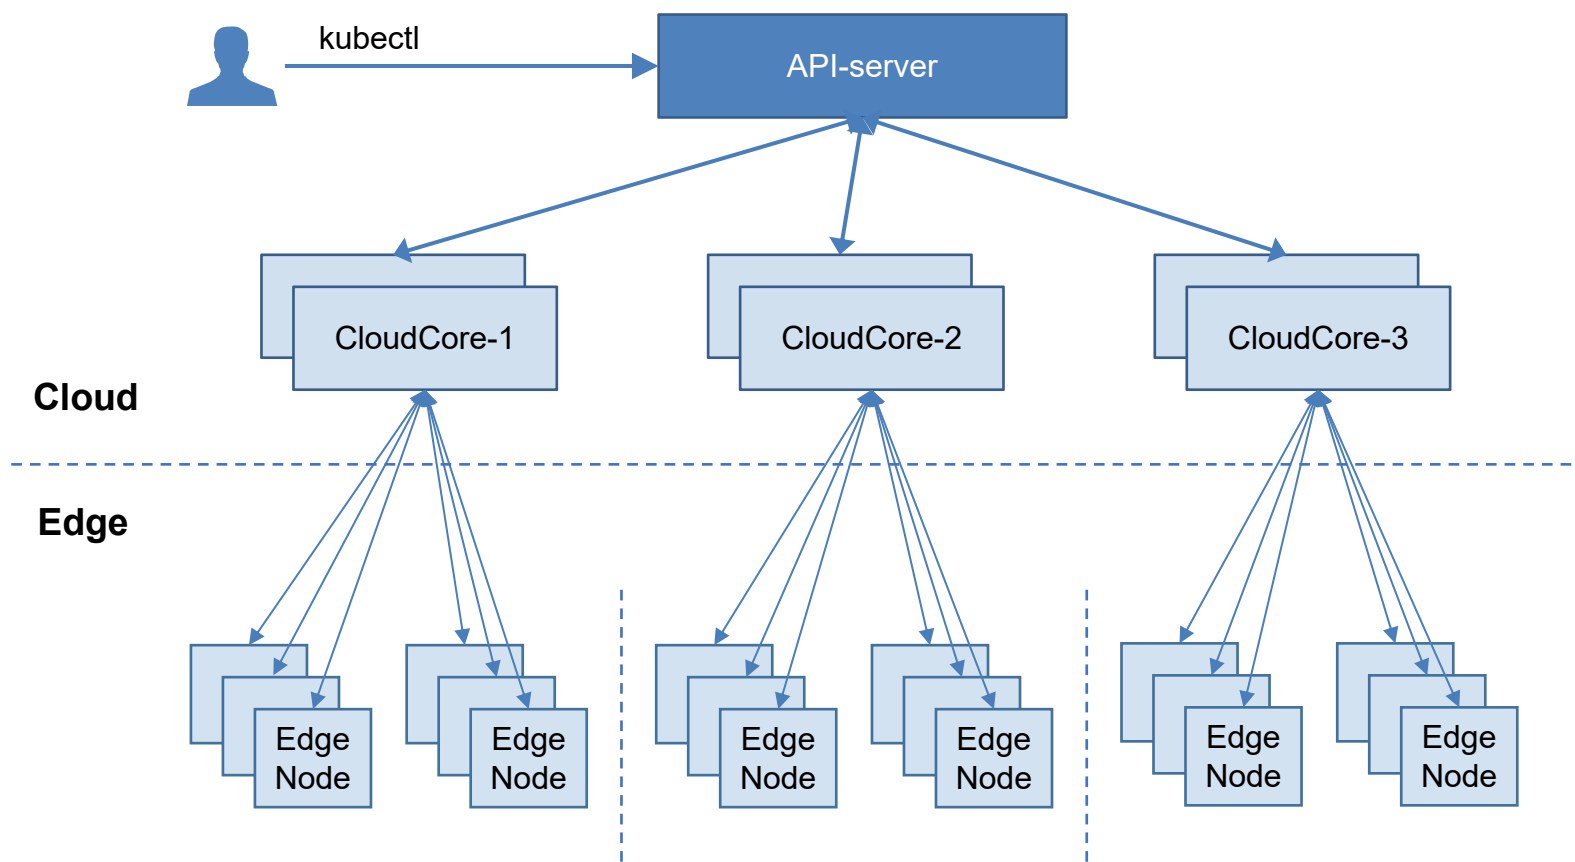 kubectl
API-server
CloudCore-1
CloudCore-2
CloudCore-3
Cloud
Edge
Edge
Node
Edge
Node
Edge
Node
Edge
Node
Edge
Node
Edge
Node